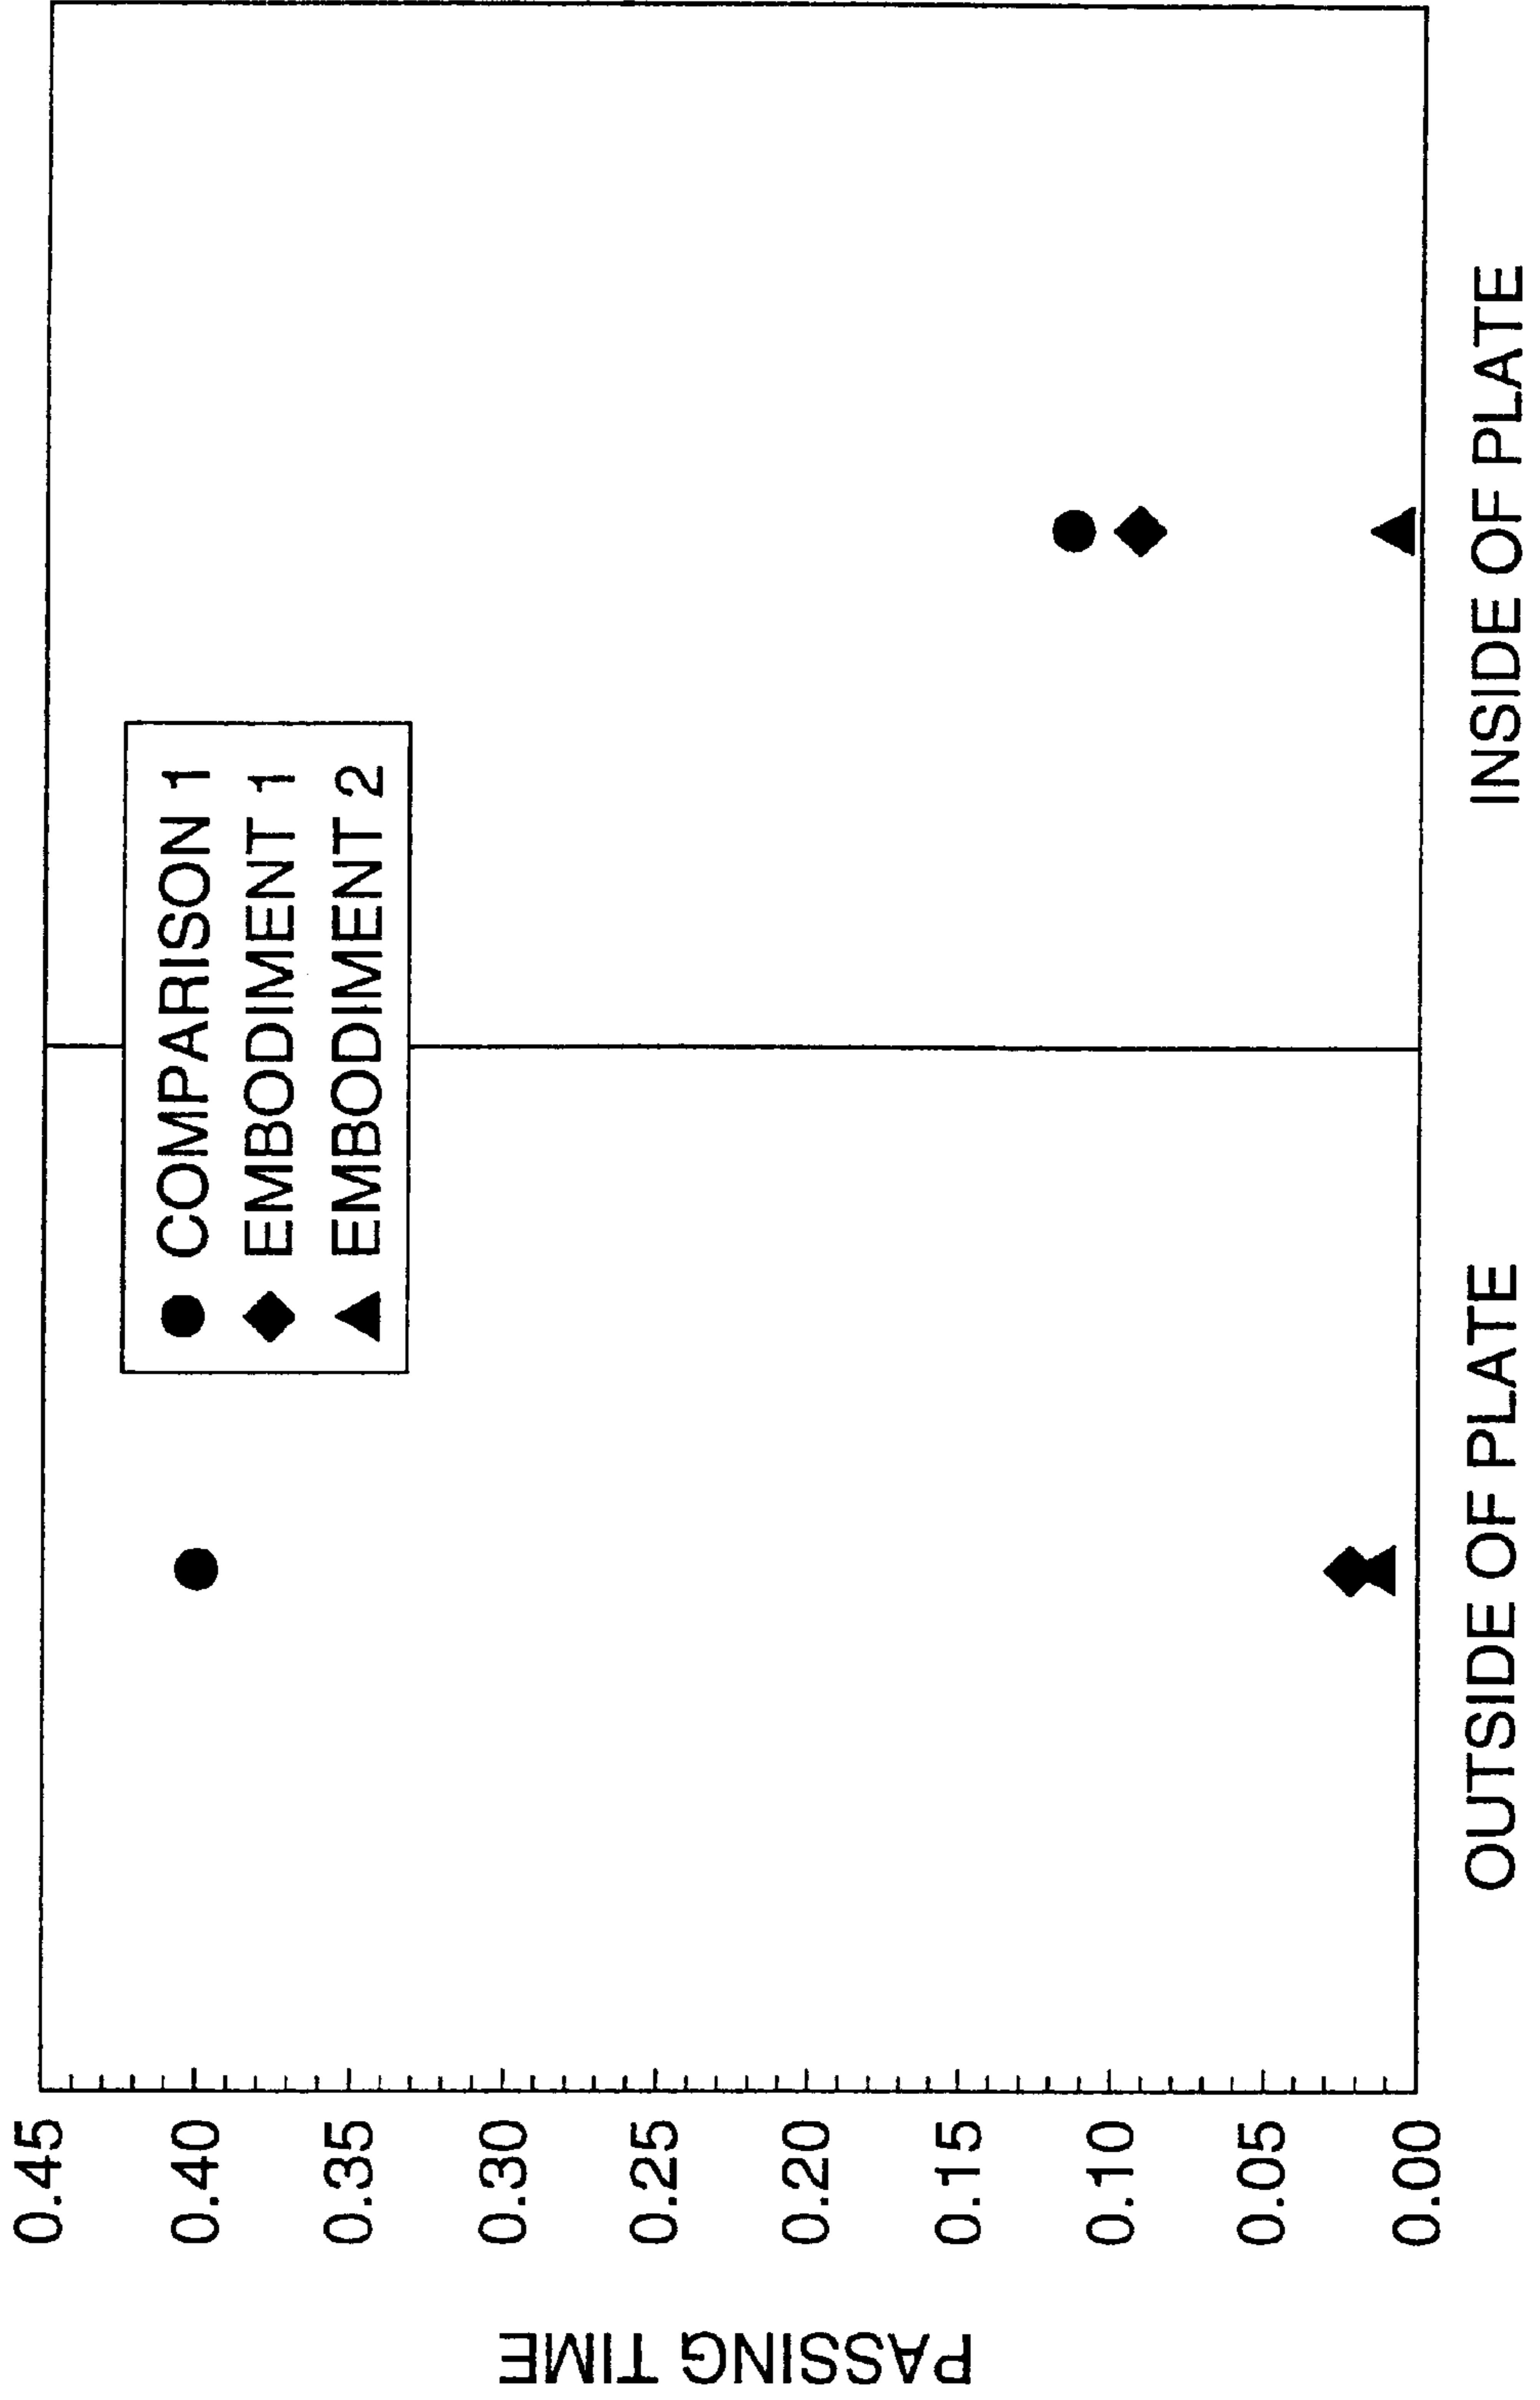 PASSING TIME
0.45
0.40
0.35
0.30
0.25
0.20
0.15
0.10
0.05
0.00
COMPARISON 1
EMBODIMENT 1
EMBODIMENT 2
OUTSIDE OF PLATE
INSIDE OF PLATE